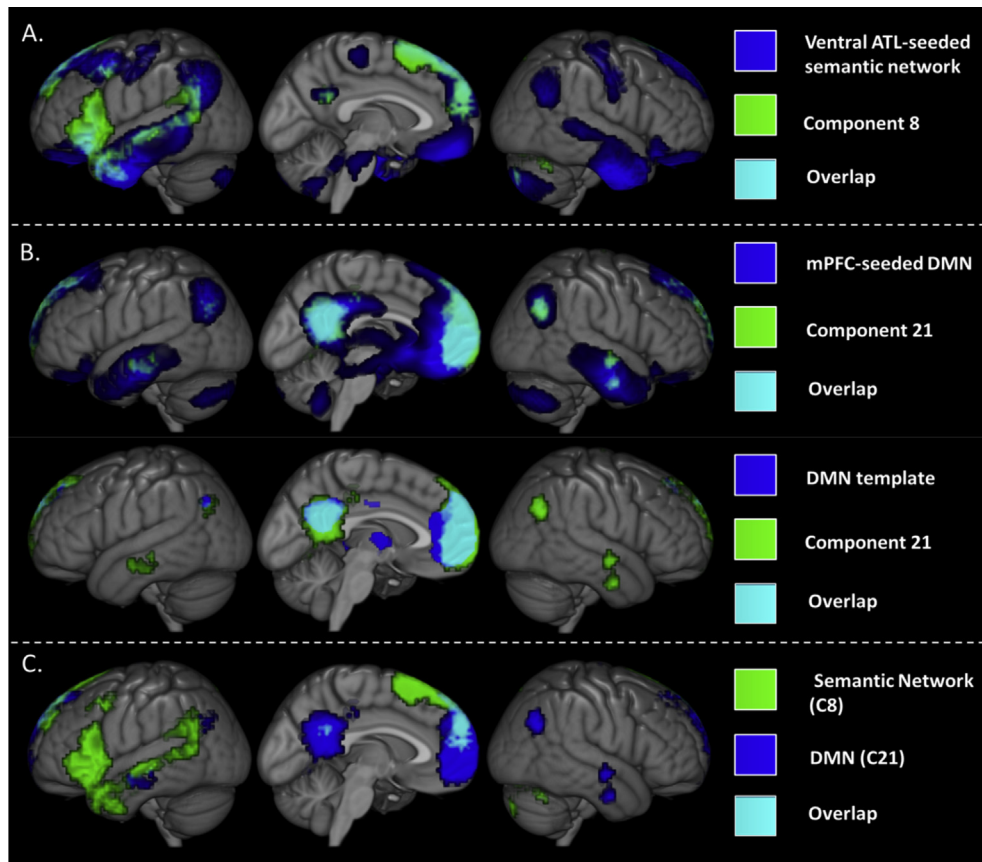 A.
Ventral ATL-seeded
semantic network
Component 8
Overlap
B.
mPFC-seeded DMN
Component 21
Overlap
DMN template
Component 21
Overlap
C.
Semantic Network
(C8)
DMN (C21)
Overlap